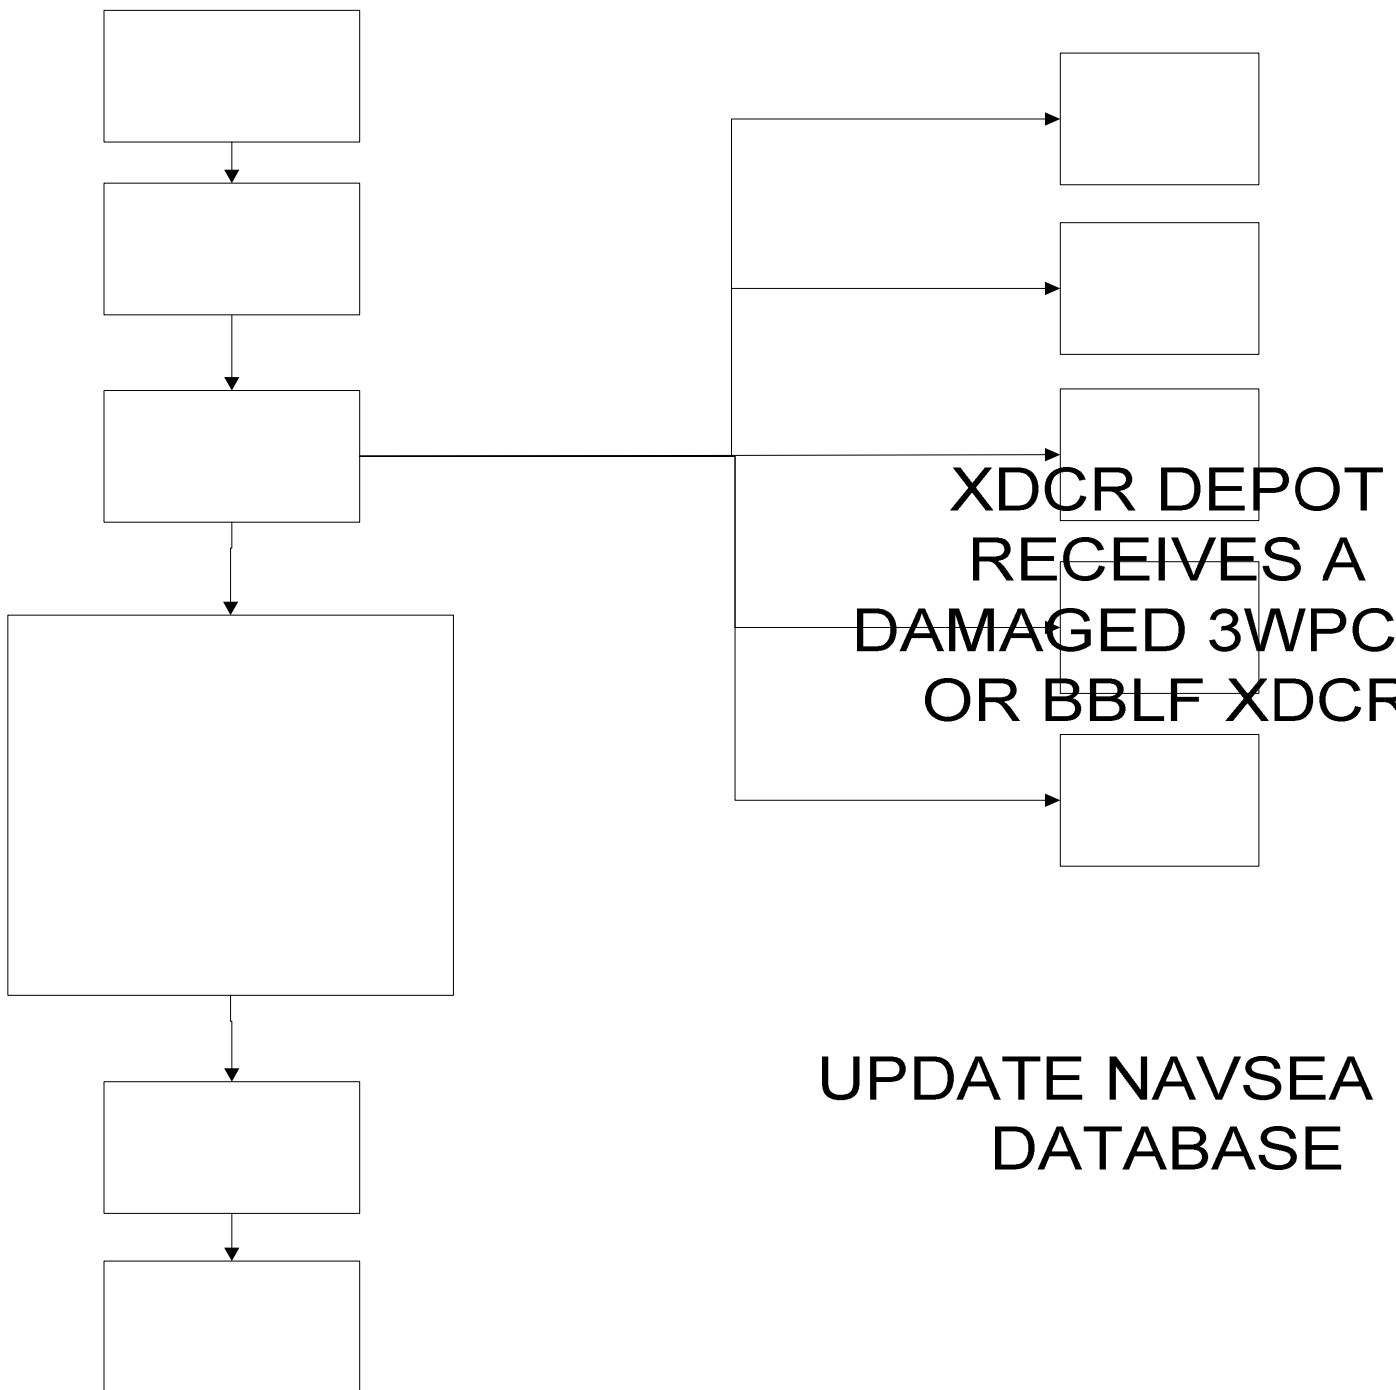 XDCR DEPOT
RECEIVES A
DAMAGED 3WPC
OR BBLF XDCR
UPDATE NAVSEA
DATABASE